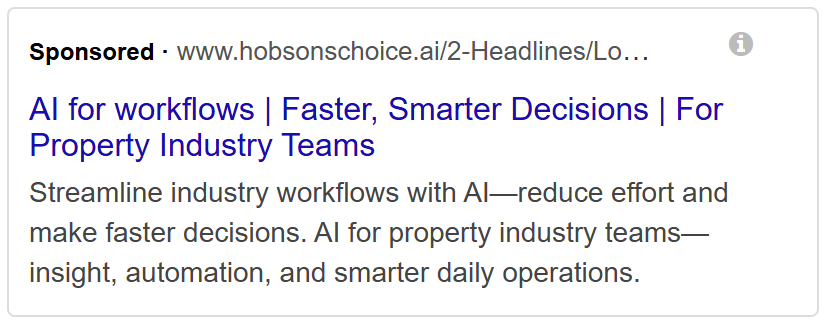 Sponsored · www.hobsonschoice.ai/2-Headlines/Lo...
AI for workflows | Faster, Smarter Decisions | For
Property Industry Teams
Streamline industry workflows with AI—reduce effort and
make faster decisions. AI for property industry teams—
insight, automation, and smarter daily operations.